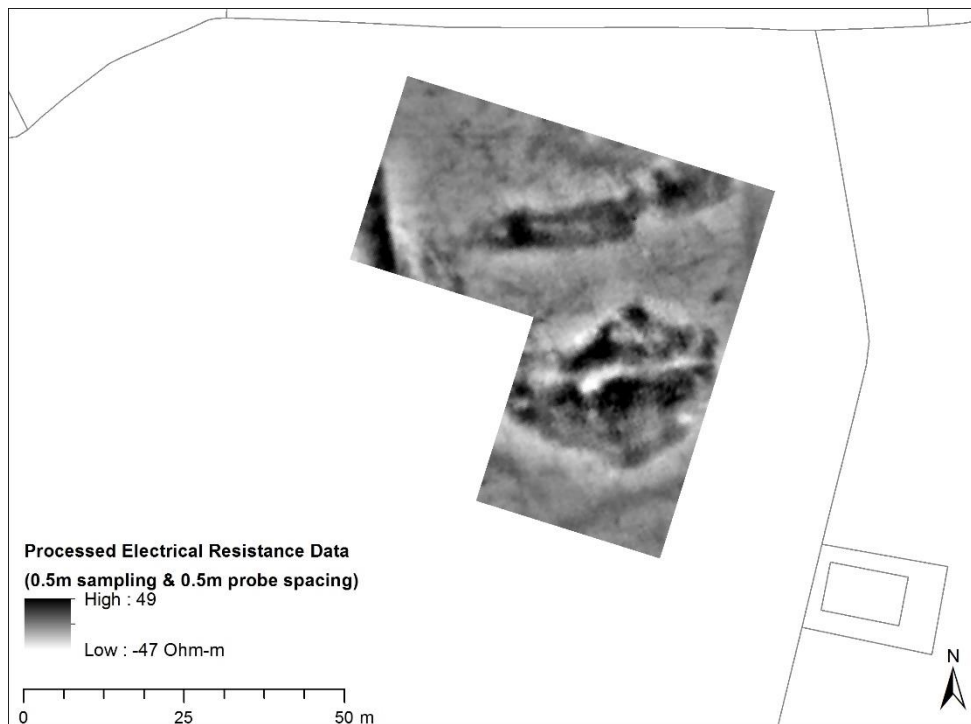 Processed Electrical Resistance Data
(0.5m sampling & 0.5m probe spacing)
High : 49
Low : -47 Ohm-m
0 25 50 m
N